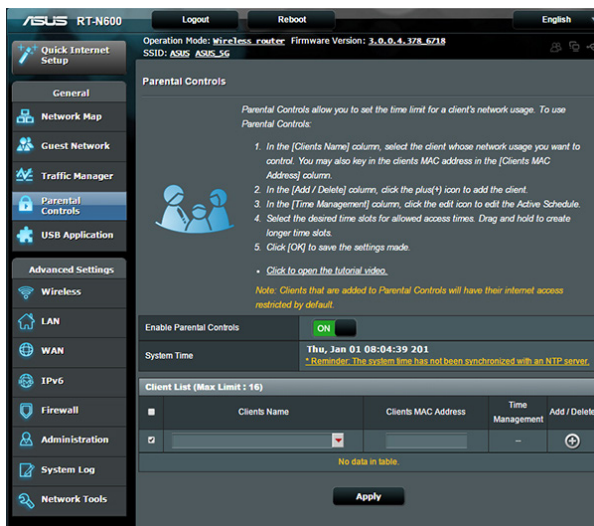 ASUS RT-N600 Logout Reboot English
Operation Mode: Wireless router Firmware Version: 3.0.0.4.378_6718
SSID: ASUS ASUS_5G
Quick Internet
Setup
General
Network Map
Guest Network
Traffic Manager
Parental
Controls
USB Application
Advanced Settings
Wireless
LAN
WAN
IPv6
Firewall
Administration
System Log
Network Tools
Parental Controls
Parental Controls allow you to set the time limit for a client's network usage. To use
Parental Controls:
1. In the [Clients Name] column, select the client whose network usage you want to
control. You may also key in the clients MAC address in the [Clients MAC
Address] column.
2. In the [Add / Delete] column, click the plus(+) icon to add the client.
3. In the [Time Management] column, click the edit icon to edit the Active Schedule.
4. Select the desired time slots for allowed access times. Drag and hold to create
longer time slots.
5. Click [OK] to save the settings made.
• Click to open the tutorial video.
Note: Clients that are added to Parental Controls will have their internet access
restricted by default.
Enable Parental Controls ON
System Time Thu, Jan 01 08:04:39 201
* Reminder: The system time has not been synchronized with an NTP server.
Client List (Max Limit : 16)
Clients Name Clients MAC Address Time
Management Add / Delete
–
No data in table.
Apply